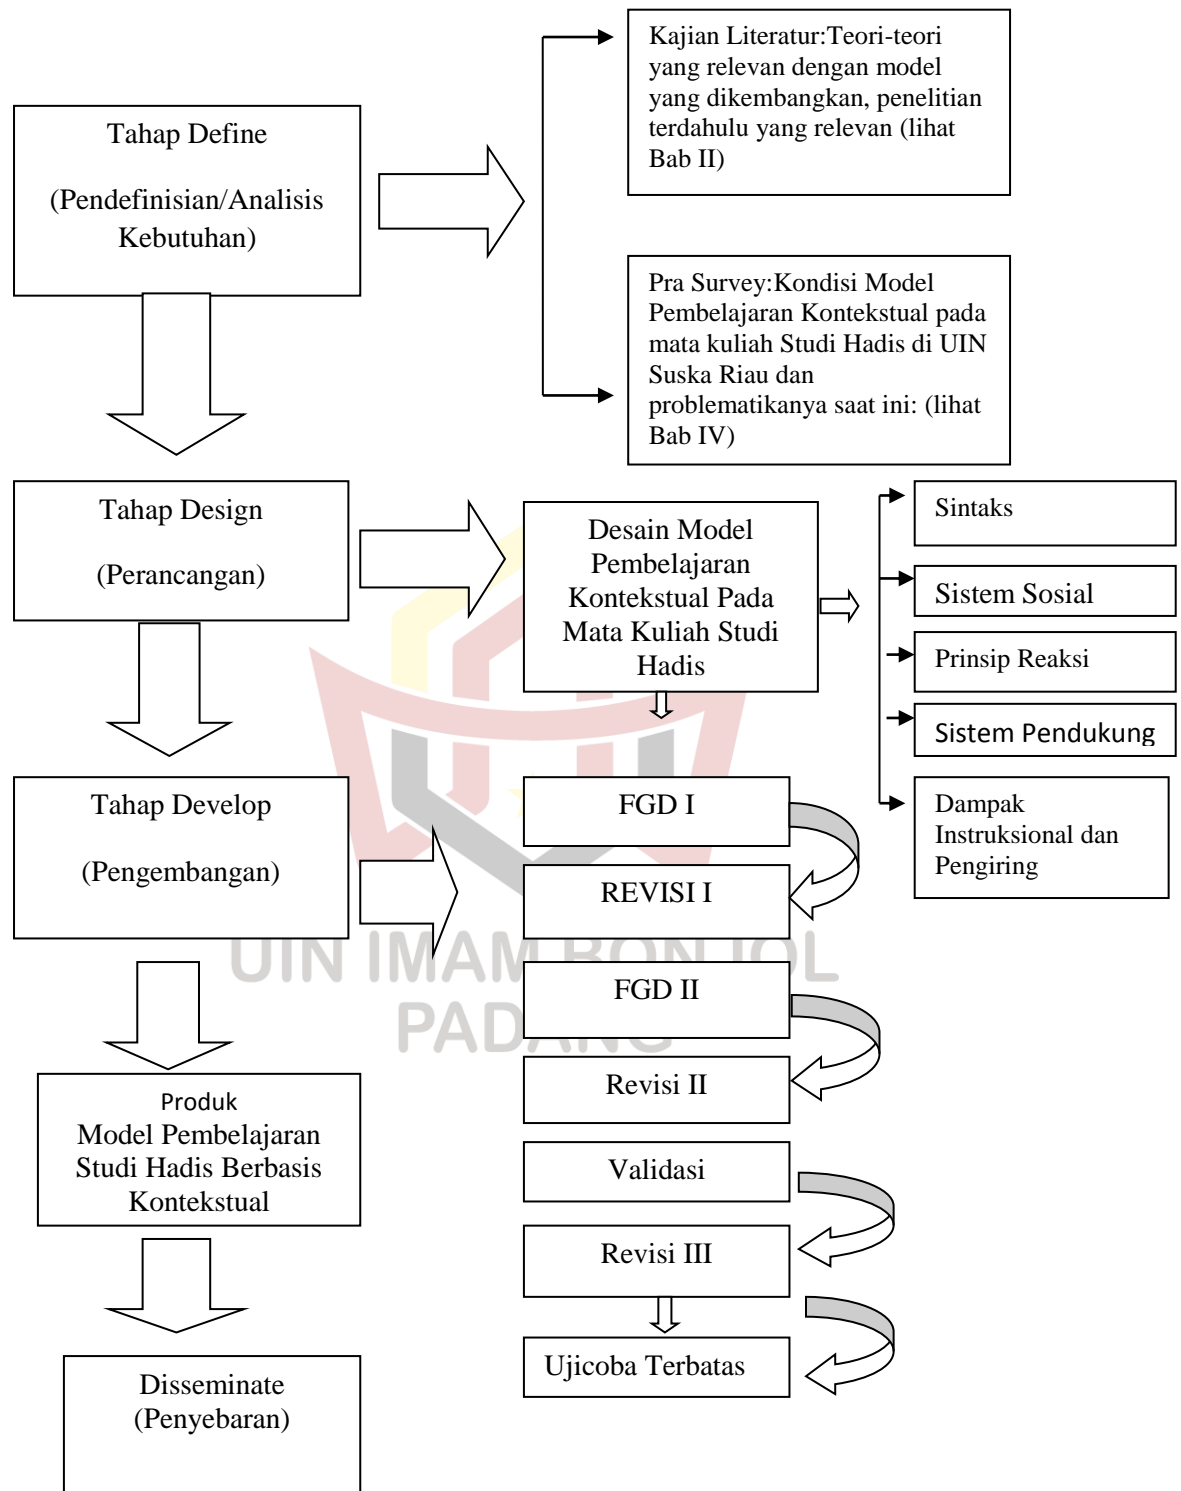 Kajian Literatur:Teori-teori
yang relevan dengan model
yang dikembangkan, penelitian
terdahulu yang relevan (lihat
Bab II)
Tahap Define
(Pendefinisian/Analisis
Kebutuhan)
Pra Survey:Kondisi Model
Pembelajaran Kontekstual pada
mata kuliah Studi Hadis di UIN
Suska Riau dan
problematikanya saat ini: (lihat
Bab IV)
Tahap Design
(Perancangan)
Desain Model
Pembelajaran
Kontekstual Pada
Mata Kuliah Studi
Hadis
Sintaks
Sistem Sosial
Prinsip Reaksi
Sistem Pendukung
Dampak
Instruksional dan
Pengiring
Tahap Develop
(Pengembangan)
FGD I
REVISI I
UIN IMAM BONJOL
PADANG
FGD II
Revisi II
Produk
Model Pembelajaran
Studi Hadis Berbasis
Kontekstual
Validasi
Revisi III
Ujicoba Terbatas
Disseminate
(Penyebaran)